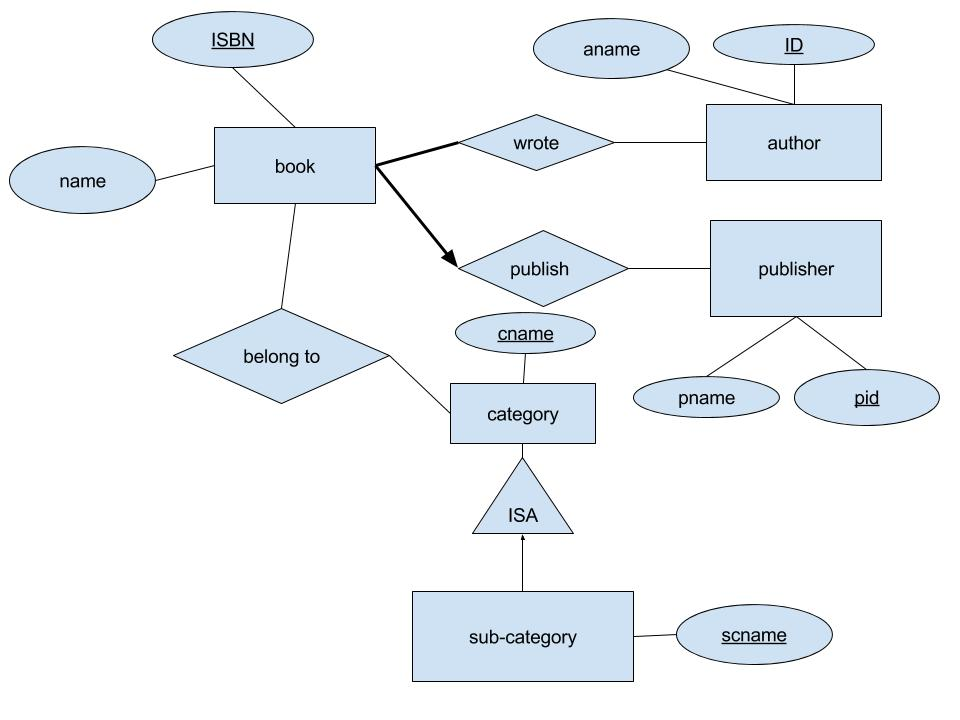 ISBN
aname
ID
name
book
wrote
author
publish
publisher
cname
belong to
pname
pid
category
ISA
sub-category
scname